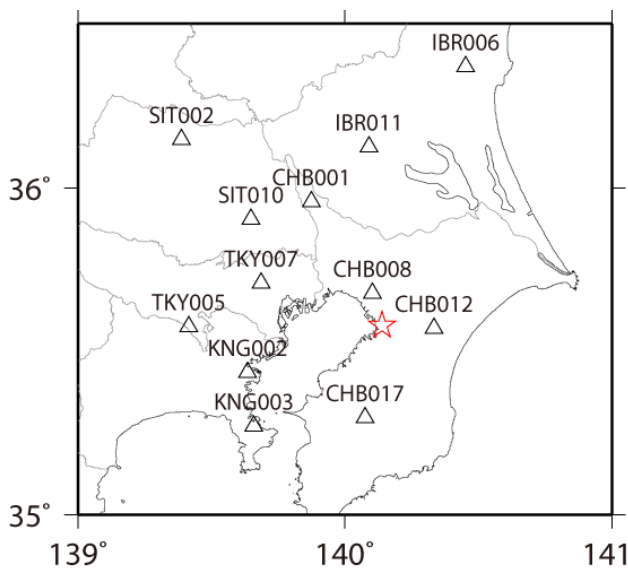 IBR006
SIT002
IBR011
36°
CHB001
SIT010
TKY007
CHB008
TKY005
CHB012
KNG002
KNG003
CHB017
35°
139°
140°
141